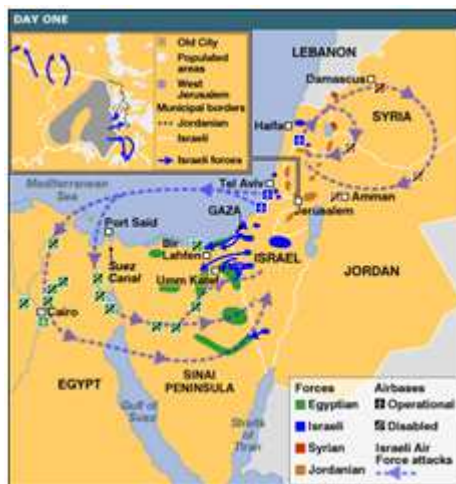 DAY ONE
Old City
Populated
areas
West
Jerusalem
Municipal borders
Jordanian
Israeli
Israeli forces
LEBANON
Damascus
SYRIA
Haifa
Mediterranean
Sea
Tel Aviv
Amman
Jerusalem
GAZA
Port Said
Bir
Lahfen
ISRAEL
Suez
Canal
Umm Katef
JORDAN
Cairo
EGYPT
SINAI
PENINSULA
Gulf of
Suez
Straits
of
Tiran
Forces
Egyptian
Israeli
Syrian
Jordanian
Airbases
Operational
Disabled
Israeli Air
Force attacks